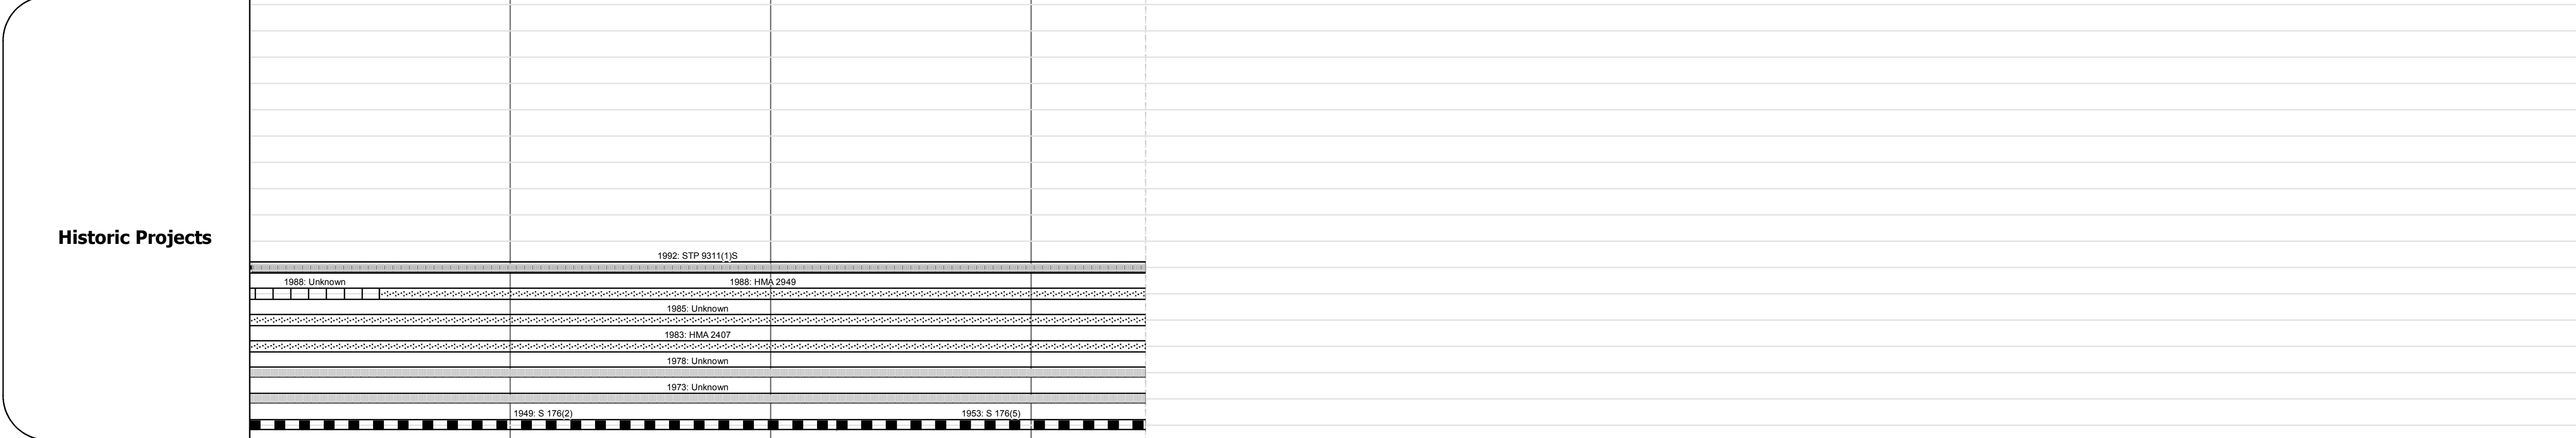 Historic Projects
1992: STP 9311(1)S
1988: Unknown 1988: HMA 2949
1985: Unknown
1983: HMA 2407
1978: Unknown
1973: Unknown
1949: S 176(2) 1953: S 176(5)